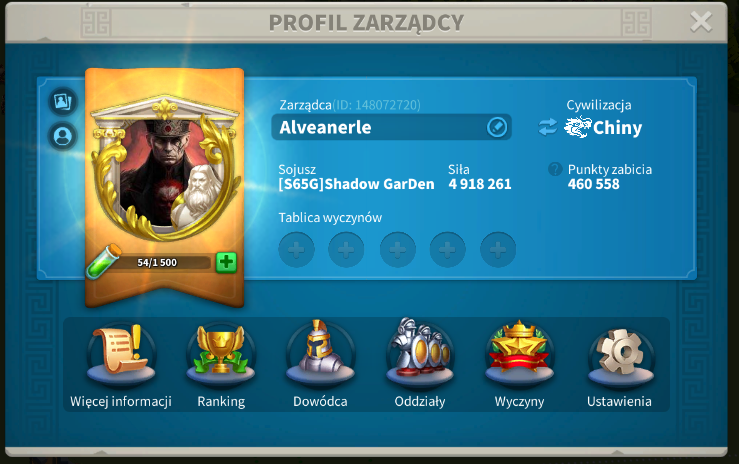 PROFIL ZARZĄDCY
Zarządca(ID: 148072720)
Cywilizacja
Alveanerle
Chiny
Sojusz
Siła
Punkty zabicia
[S65G]Shadow GarDen
4 918 261
460 558
Tablica wyczynów
54/1 500
Więcej informacji
Ranking
Dowódca
Oddziały
Wyczyny
Ustawienia